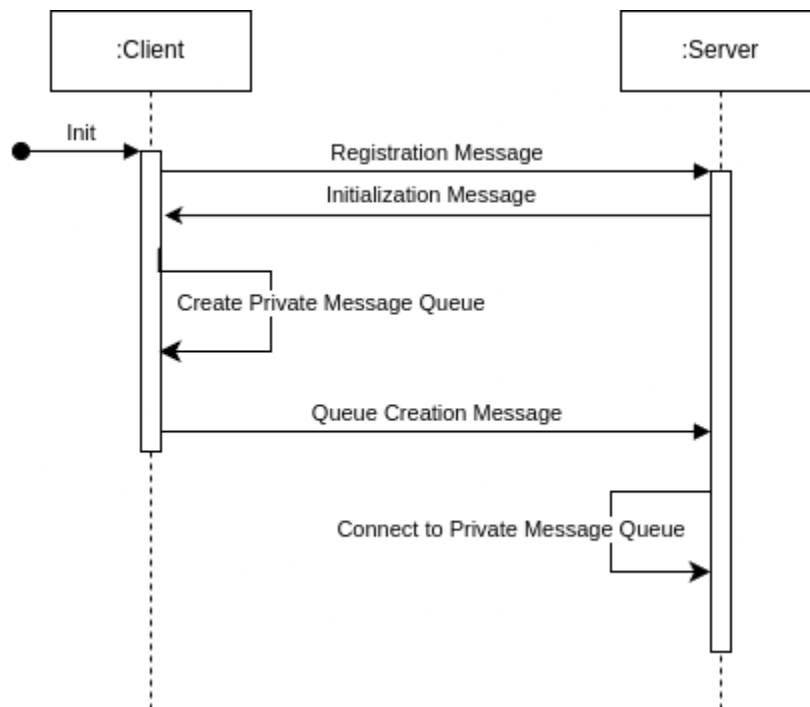 :Client
:Server
Init
Registration Message
Initialization Message
Create Private Message Queue
Queue Creation Message
Connect to Private Message Queue